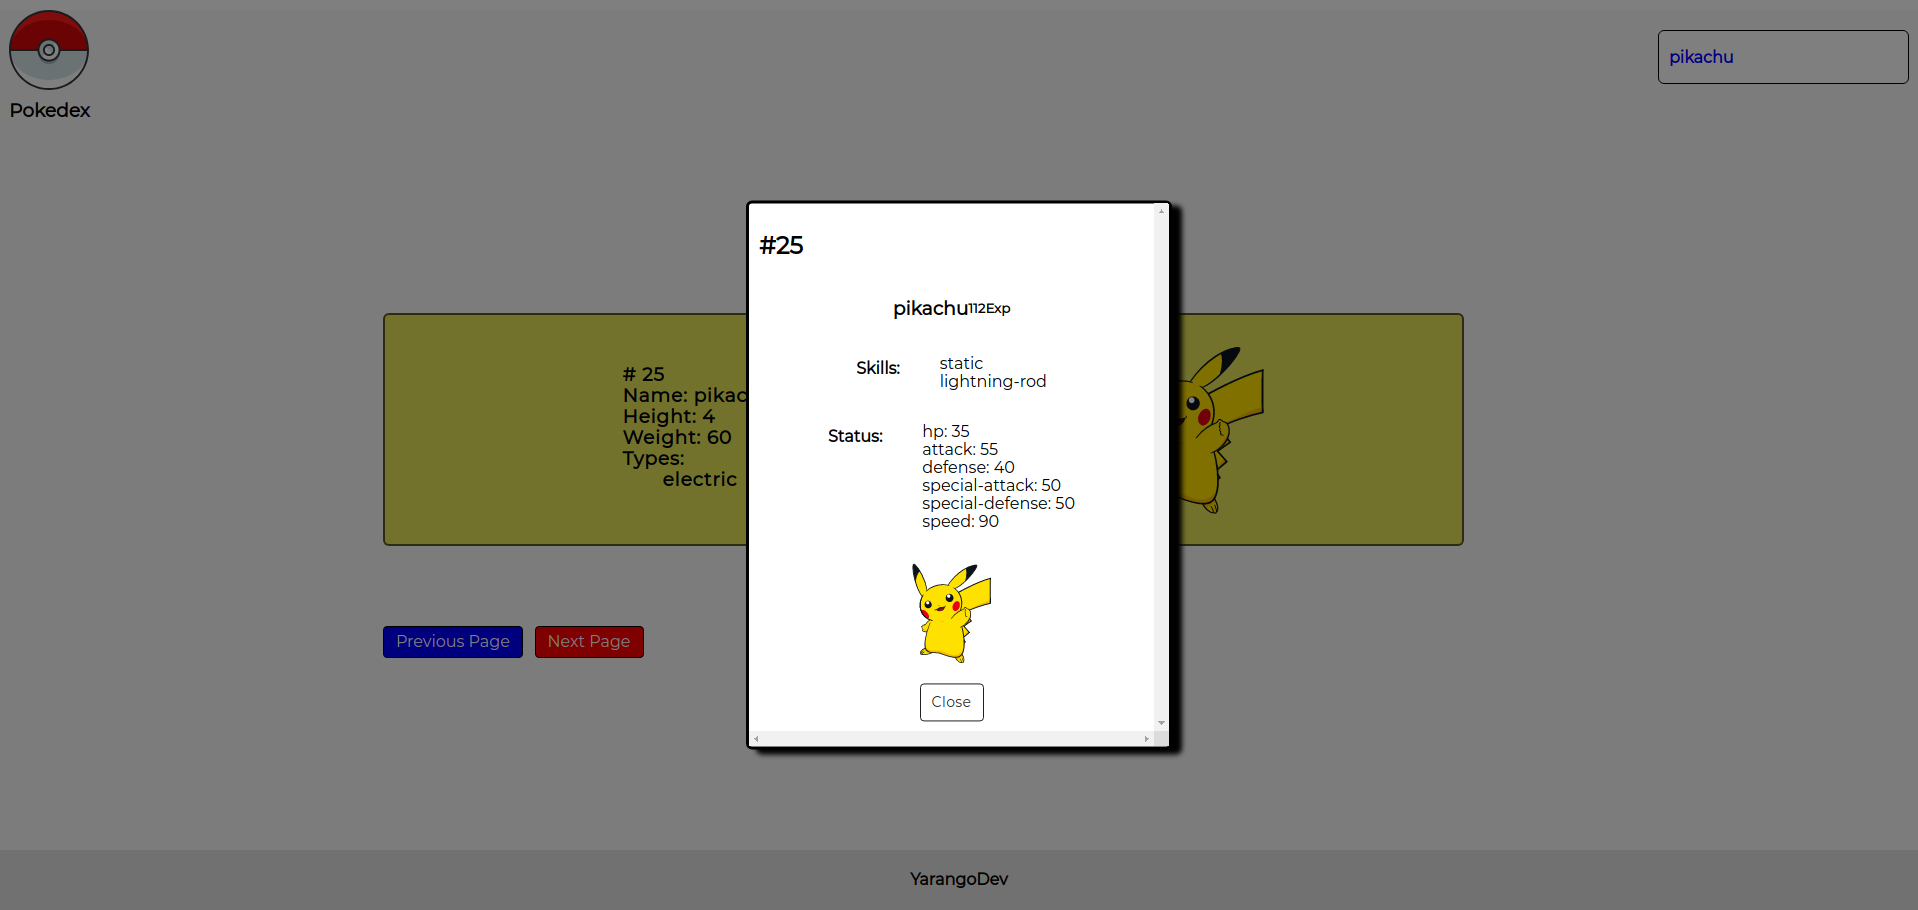 Pokedex
pikachu
# 25
Name: pikac
Height: 4
Weight: 60
Types:
electric
#25
pikachu112Exp
Skills:
static
lightning-rod
Status:
hp: 35
attack: 55
defense: 40
special-attack: 50
special-defense: 50
speed: 90
Close
Previous Page
Next Page
YarangoDev